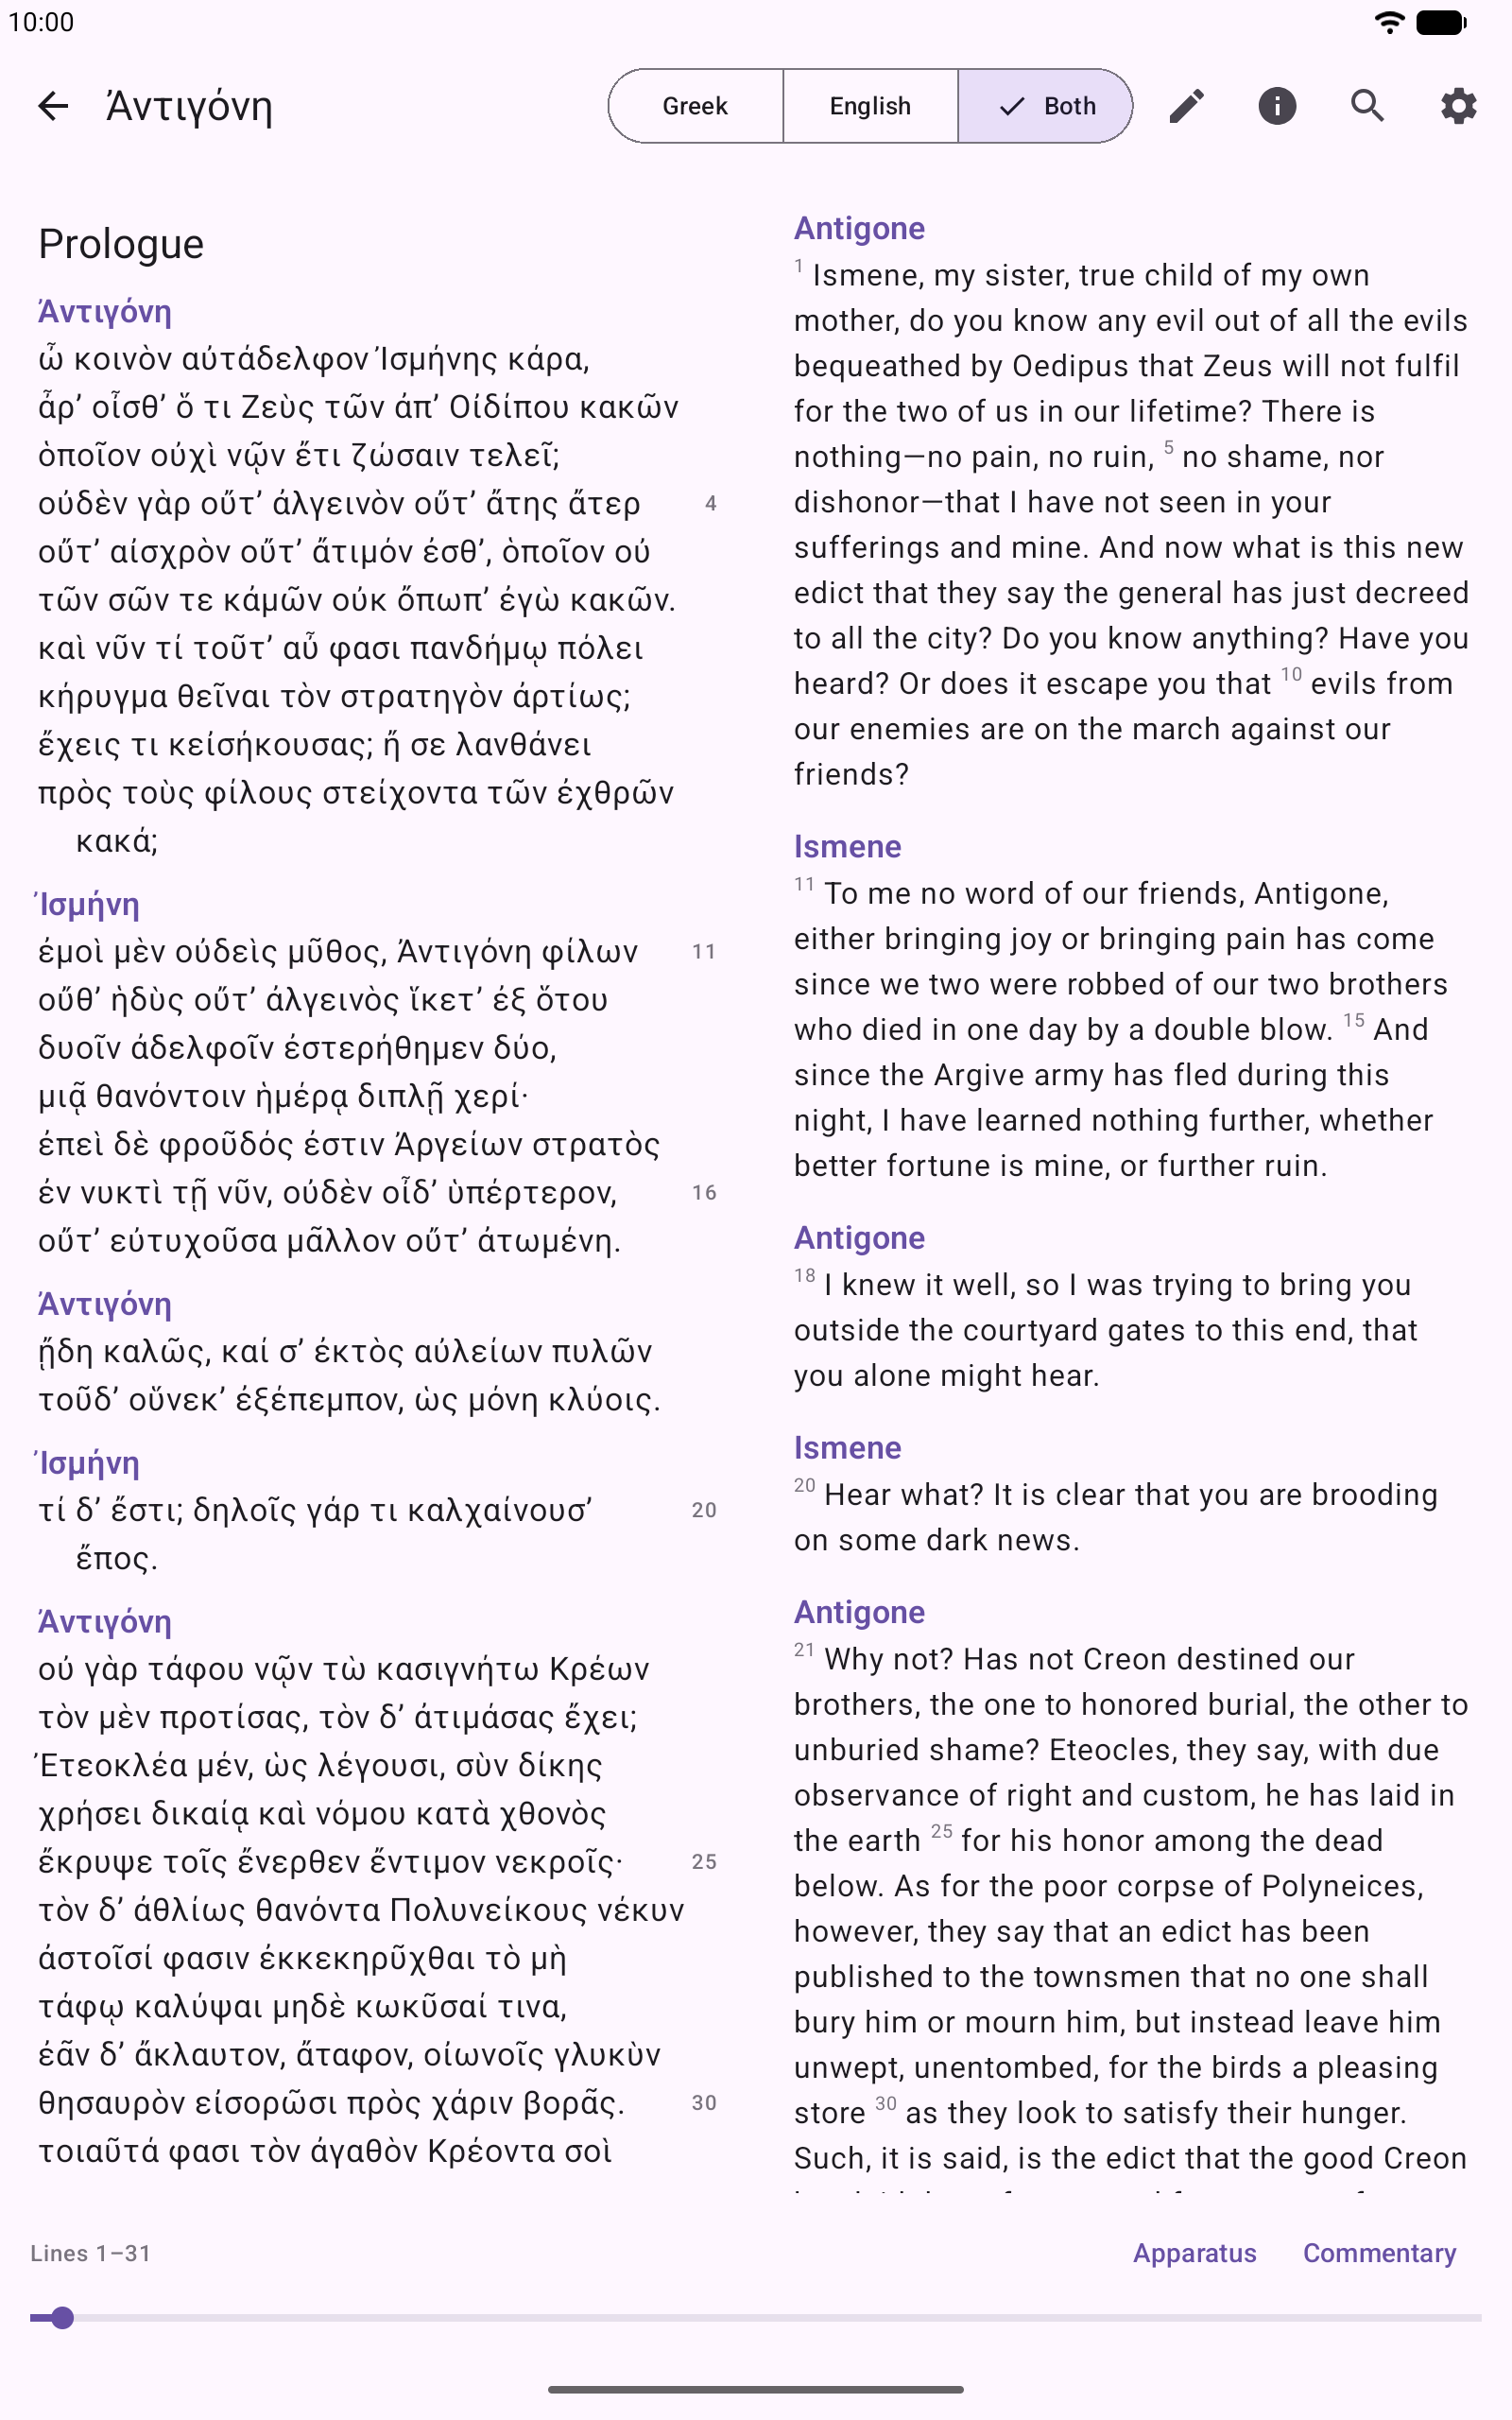 10:00
Ἀντιγόνη
Greek
English
Both
Prologue
Ἀντιγόνη
ὦ κοινὸν αὐτάδελφον Ἰσμήνης κάρα,
ἆρ’ οἶσθ’ ὅ τι Ζεὺς τῶν ἀπ’ Οἰδίπου κακῶν
ὁποῖον οὐχὶ νῷν ἔτι ζώσαιν τελεῖ;
οὐδὲν γὰρ οὔτ’ ἀλγεινὸν οὔτ’ ἄτης ἄτερ 4
οὔτ’ αἰσχρὸν οὔτ’ ἄτιμόν ἐσθ’, ὁποῖον οὐ
τῶν σῶν τε κἀμῶν οὐκ ὄπωπ’ ἐγὼ κακῶν.
καὶ νῦν τί τοῦτ’ αὖ φασι πανδήμῳ πόλει
κήρυγμα θεῖναι τὸν στρατηγὸν ἀρτίως;
ἔχεις τι κεἰσήκουσας; ἤ σε λανθάνει
πρὸς τοὺς φίλους στείχοντα τῶν ἐχθρῶν
κακά;
Ἰσμήνη
ἐμοὶ μὲν οὐδεὶς μῦθος, Ἀντιγόνη φίλων 11
οὔθ’ ἡδὺς οὔτ’ ἀλγεινὸς ἵκετ’ ἐξ ὅτου
δυοῖν ἀδελφοῖν ἐστερήθημεν δύο,
μιᾷ θανόντοιν ἡμέρᾳ διπλῇ χερί·
ἐπεὶ δὲ φροῦδός ἐστιν Ἀργείων στρατὸς
ἐν νυκτὶ τῇ νῦν, οὐδὲν οἶδ’ ὑπέρτερον, 16
οὔτ’ εὐτυχοῦσα μᾶλλον οὔτ’ ἀτωμένη.
Ἀντιγόνη
ᾔδη καλῶς, καί σ’ ἐκτὸς αὐλείων πυλῶν
τοῦδ’ οὕνεκ’ ἐξέπεμπον, ὡς μόνη κλύοις.
Ἰσμήνη
τί δ’ ἔστι; δηλοῖς γάρ τι καλχαίνουσ’ 20
ἔπος.
Ἀντιγόνη
οὐ γὰρ τάφου νῷν τὼ κασιγνήτω Κρέων
τὸν μὲν προτίσας, τὸν δ’ ἀτιμάσας ἔχει;
Ἐτεοκλέα μέν, ὡς λέγουσι, σὺν δίκης
χρήσει δικαίᾳ καὶ νόμου κατὰ χθονὸς
ἔκρυψε τοῖς ἔνερθεν ἔντιμον νεκροῖς· 25
τὸν δ’ ἀθλίως θανόντα Πολυνείκους νέκυν
ἀστοῖσί φασιν ἐκκεκηρῦχθαι τὸ μὴ
τάφῳ καλύψαι μηδὲ κωκῦσαί τινα,
ἐᾶν δ’ ἄκλαυτον, ἄταφον, οἰωνοῖς γλυκὺν
θησαυρὸν εἰσορῶσι πρὸς χάριν βορᾶς. 30
τοιαῦτά φασι τὸν ἀγαθὸν Κρέοντα σοὶ
Antigone
1 Ismene, my sister, true child of my own
mother, do you know any evil out of all the evils
bequeathed by Oedipus that Zeus will not fulfil
for the two of us in our lifetime? There is
nothing—no pain, no ruin, 5 no shame, nor
dishonor—that I have not seen in your
sufferings and mine. And now what is this new
edict that they say the general has just decreed
to all the city? Do you know anything? Have you
heard? Or does it escape you that 10 evils from
our enemies are on the march against our
friends?
Ismene
11 To me no word of our friends, Antigone,
either bringing joy or bringing pain has come
since we two were robbed of our two brothers
who died in one day by a double blow. 15 And
since the Argive army has fled during this
night, I have learned nothing further, whether
better fortune is mine, or further ruin.
Antigone
18 I knew it well, so I was trying to bring you
outside the courtyard gates to this end, that
you alone might hear.
Ismene
20 Hear what? It is clear that you are brooding
on some dark news.
Antigone
21 Why not? Has not Creon destined our
brothers, the one to honored burial, the other to
unburied shame? Eteocles, they say, with due
observance of right and custom, he has laid in
the earth 25 for his honor among the dead
below. As for the poor corpse of Polyneices,
however, they say that an edict has been
published to the townsmen that no one shall
bury him or mourn him, but instead leave him
unwept, unentombed, for the birds a pleasing
store 30 as they look to satisfy their hunger.
Such, it is said, is the edict that the good Creon
Lines 1–31
Apparatus
Commentary